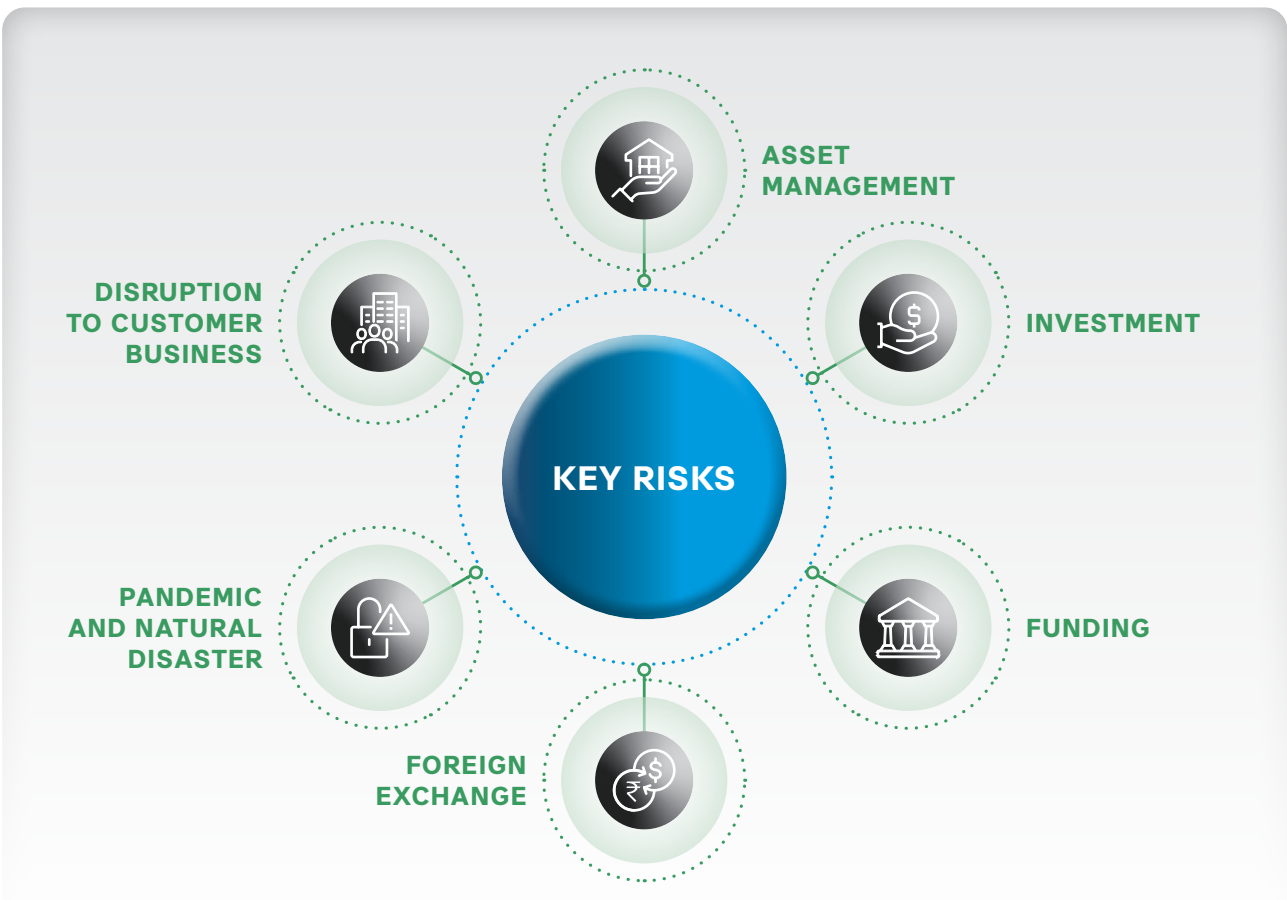 ASSET
MANAGEMENT
DISRUPTION
TO CUSTOMER
BUSINESS
$
INVESTMENT
KEY RISKS
PANDEMIC
AND NATURAL
DISASTER
!
FUNDING
FOREIGN
EXCHANGE
$
₹